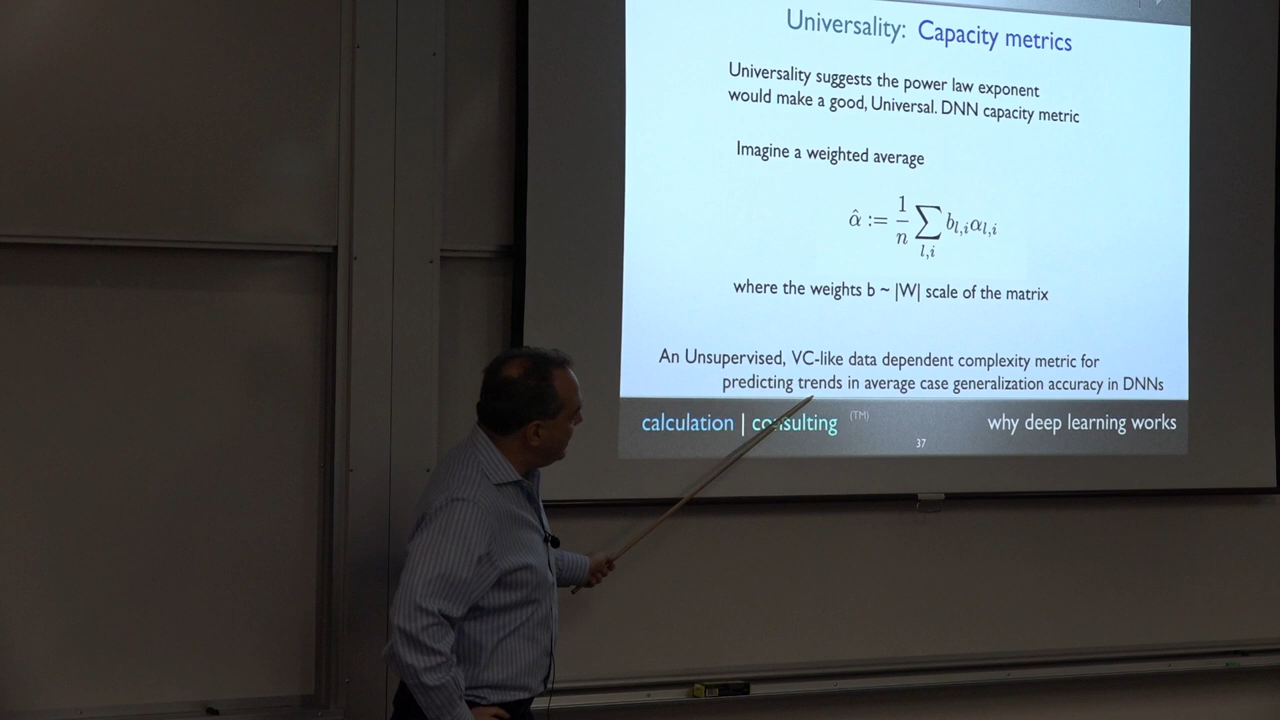 Universality: Capacity metrics
Universality suggests the power law exponent
would make a good, Universal. DNN capacity metric
Imagine a weighted average
α̂ := 1/n ∑ l,i b l,i α l,i
where the weights b ~ |W| scale of the matrix
An Unsupervised, VC-like data dependent complexity metric for
predicting trends in average case generalization accuracy in DNNs
calculation | consulting (TM)
why deep learning works
37